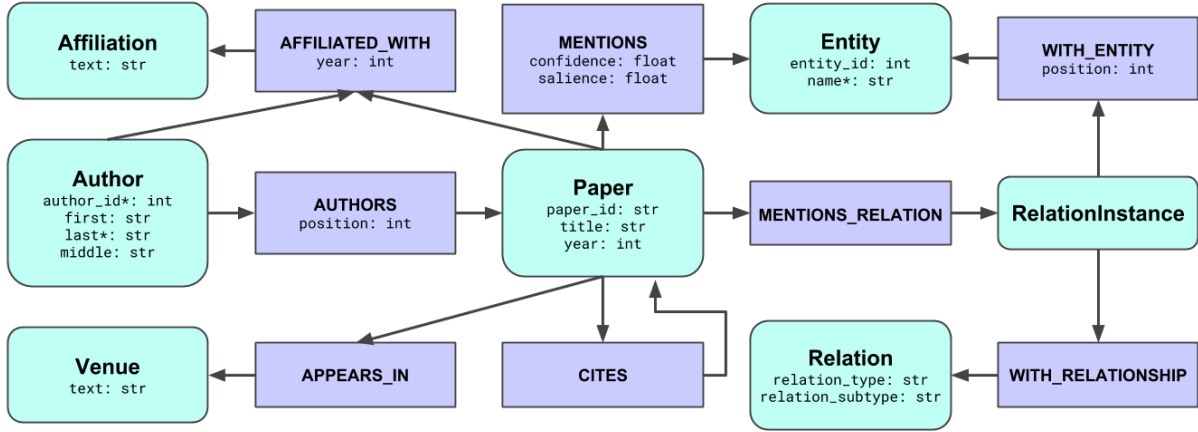 Affiliation
text: str
AFFILIATED_WITH
year: int
MENTIONS
confidence: float
salience: float
Entity
entity_id: int
name*: str
WITH_ENTITY
position: int
Author
author_id*: int
first: str
last*: str
middle: str
AUTHORS
position: int
Paper
paper_id: str
title: str
year: int
MENTIONS_RELATION
RelationInstance
Venue
text: str
APPEARS_IN
CITES
Relation
relation_type: str
relation_subtype: str
WITH_RELATIONSHIP